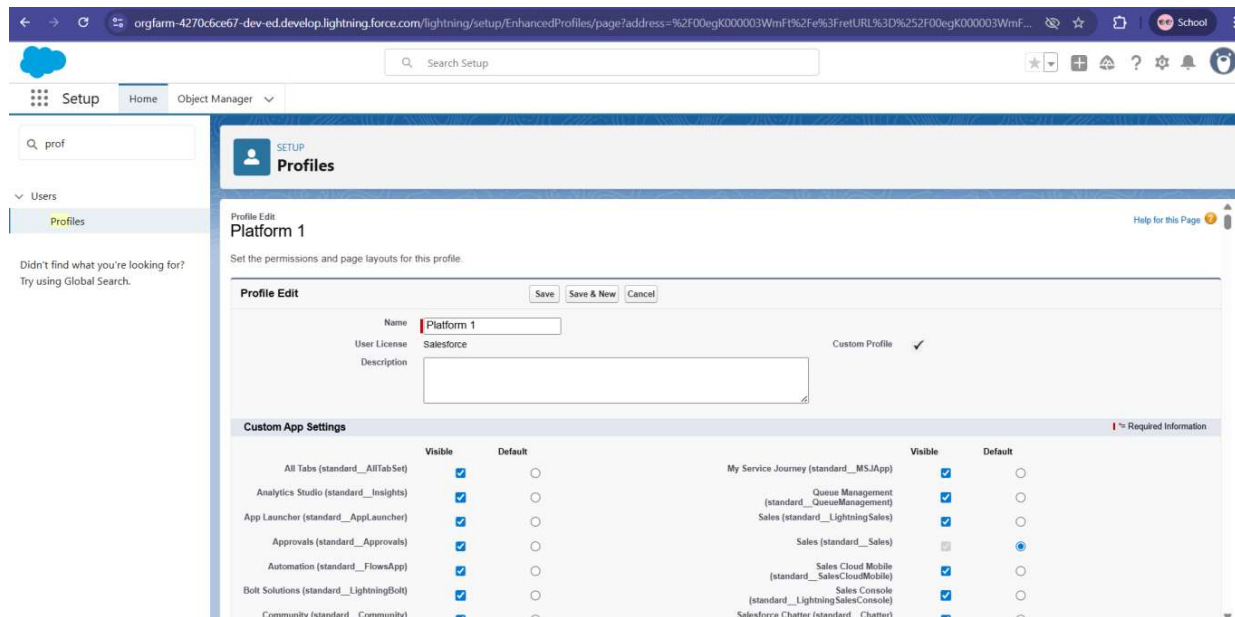 orgfarm-4270c6ce67-dev-ed.develop.lightning.force.com/lightning/setup/EnhancedProfiles/page?address=%2F00egK000003WmFt%2Fe%3FretURL%3D%252F00egK000003WmF...
School
Search Setup
Setup
Home
Object Manager
prof
Users
Profiles
Didn't find what you're looking for?
Try using Global Search.
SETUP
Profiles
Profile Edit
Platform 1
Help for this Page
Set the permissions and page layouts for this profile.
Profile Edit
Save
Save & New
Cancel
Name
Platform 1
User License
Salesforce
Custom Profile
Description
Custom App Settings
= Required Information
Visible Default
Visible Default
All Tabs (standard__AllTabSet)
My Service Journey (standard__MSJApp)
Analytics Studio (standard__Insights)
Queue Management
(standard__QueueManagement)
App Launcher (standard__AppLauncher)
Sales (standard__LightningSales)
Approvals (standard__Approvals)
Sales (standard__Sales)
Automation (standard__FlowsApp)
Sales Cloud Mobile
(standard__SalesCloudMobile)
Bolt Solutions (standard__LightningBolt)
Sales Console
(standard__LightningSalesConsole)
Community (standard__Community)
Salesforce Chatter (standard__Chatter)